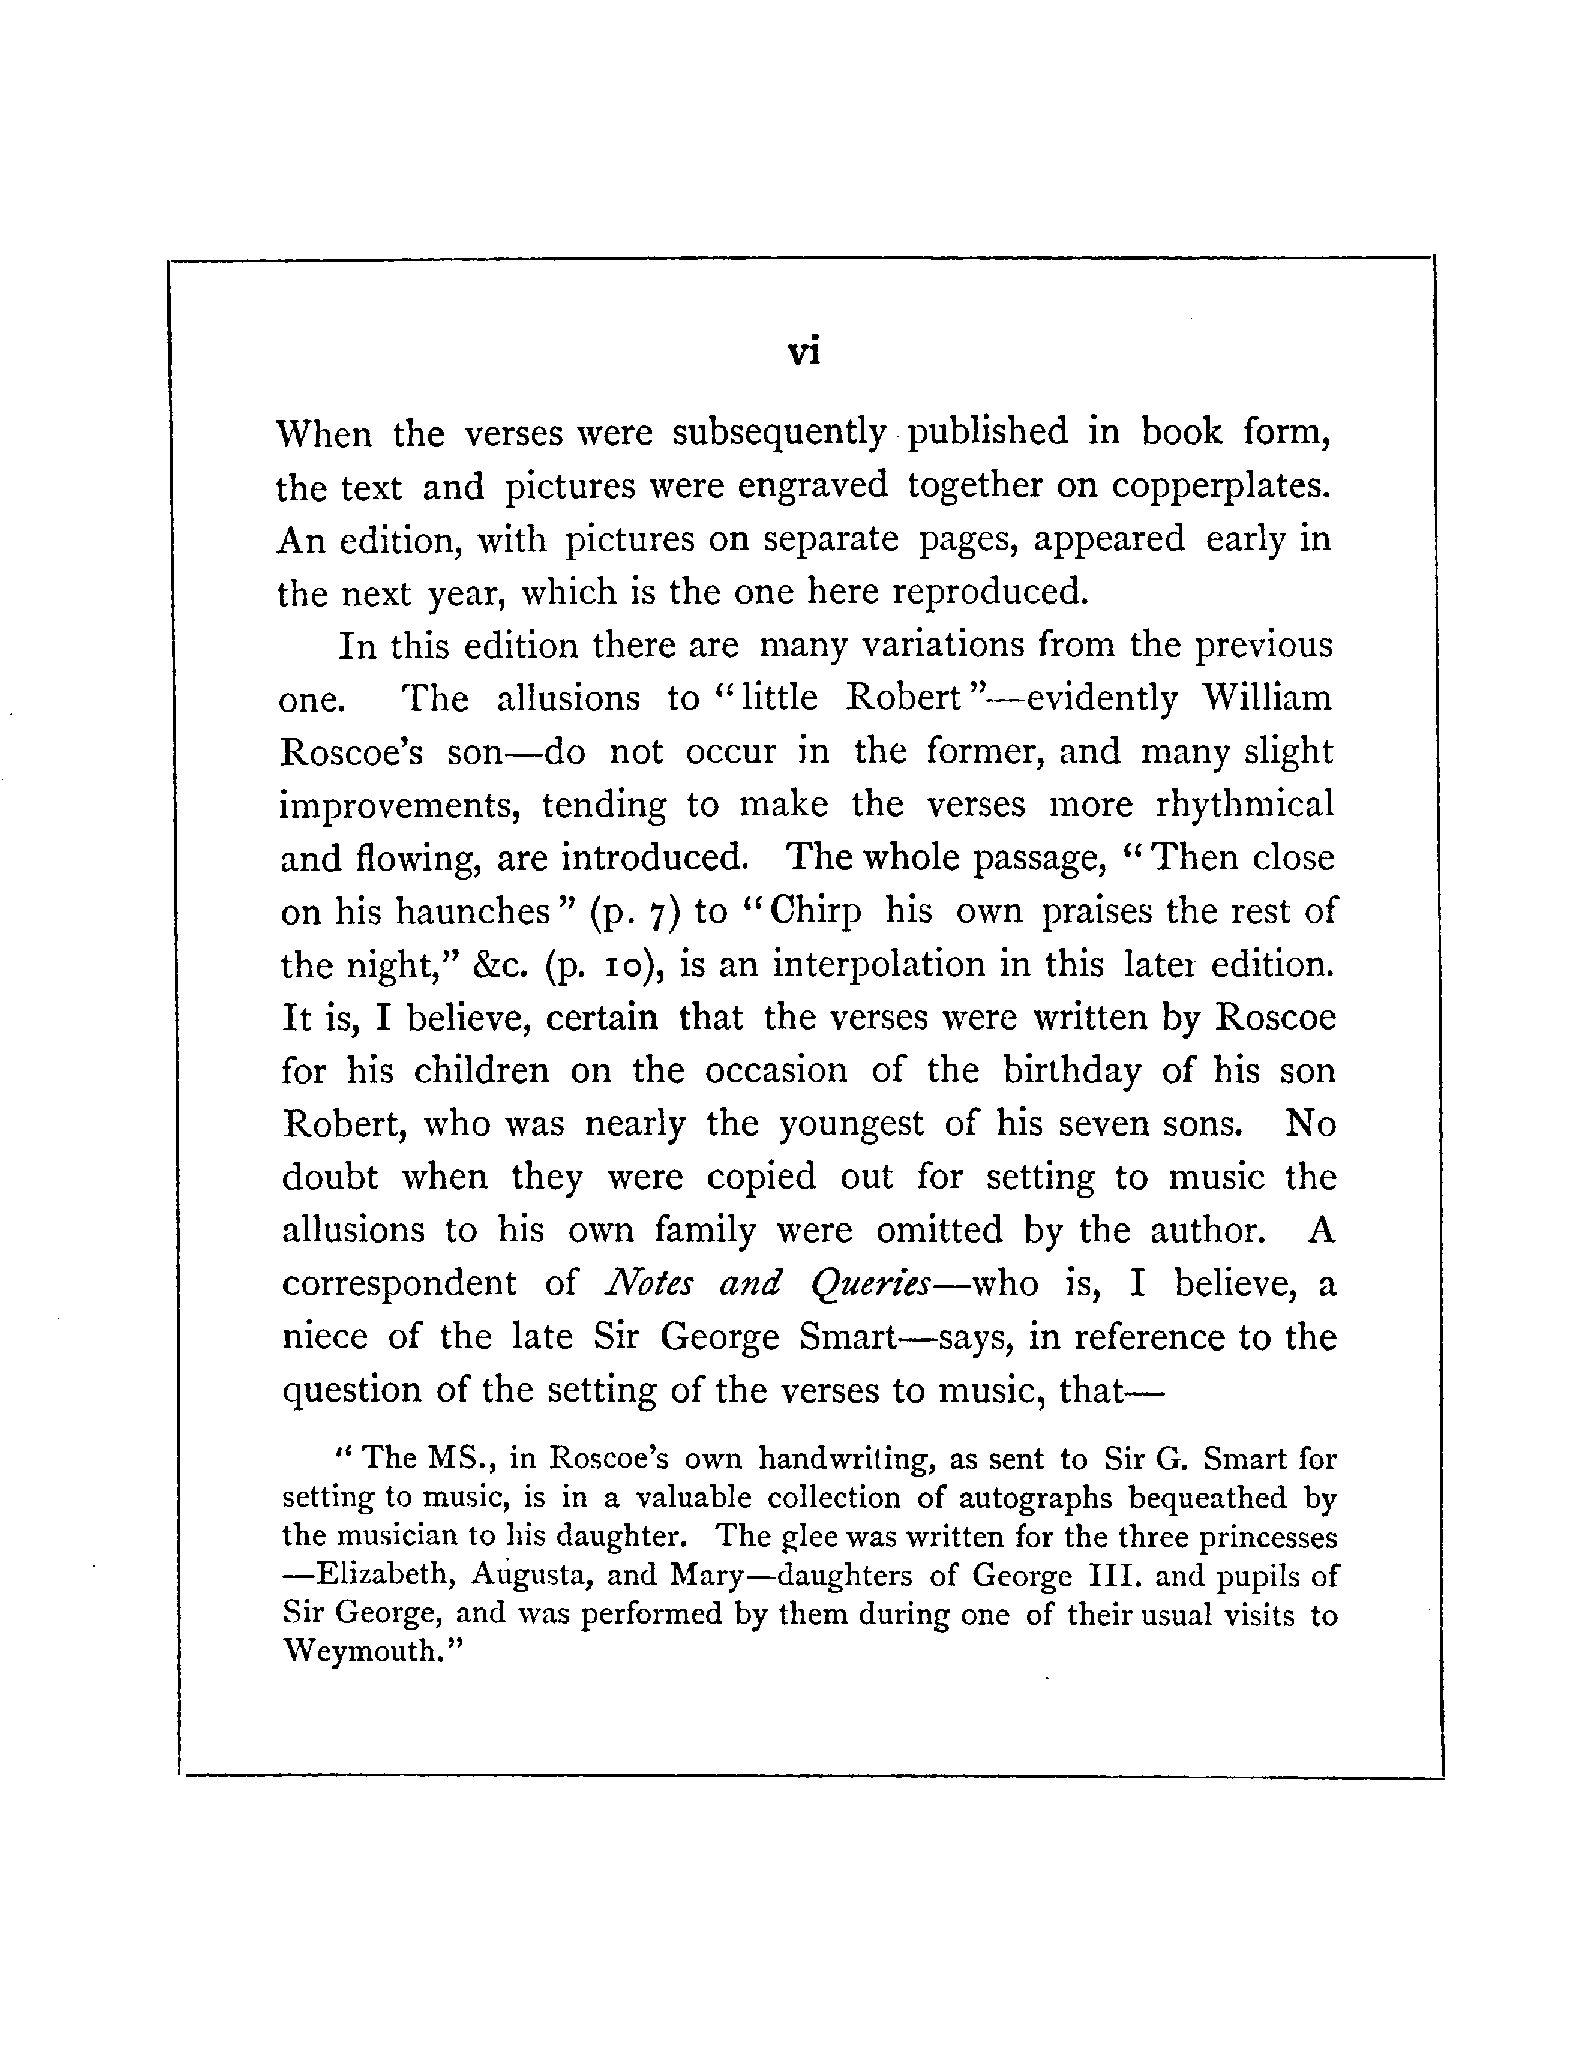 vi
When the verses were subsequently published in book form,
the text and pictures were engraved together on copperplates.
An edition, with pictures on separate pages, appeared early in
the next year, which is the one here reproduced.
In this edition there are many variations from the previous
one. The allusions to “little Robert”—evidently William
Roscoe’s son—do not occur in the former, and many slight
improvements, tending to make the verses more rhythmical
and flowing, are introduced. The whole passage, “Then close
on his haunches” (p. 7) to “Chirp his own praises the rest of
the night,” &c. (p. 10), is an interpolation in this later edition.
It is, I believe, certain that the verses were written by Roscoe
for his children on the occasion of the birthday of his son
Robert, who was nearly the youngest of his seven sons. No
doubt when they were copied out for setting to music the
allusions to his own family were omitted by the author. A
correspondent of Notes and Queries—who is, I believe, a
niece of the late Sir George Smart—says, in reference to the
question of the setting of the verses to music, that—
“The MS., in Roscoe’s own handwriting, as sent to Sir G. Smart for
setting to music, is in a valuable collection of autographs bequeathed by
the musician to his daughter. The glee was written for the three princesses
—Elizabeth, Augusta, and Mary—daughters of George III. and pupils of
Sir George, and was performed by them during one of their usual visits to
Weymouth.”